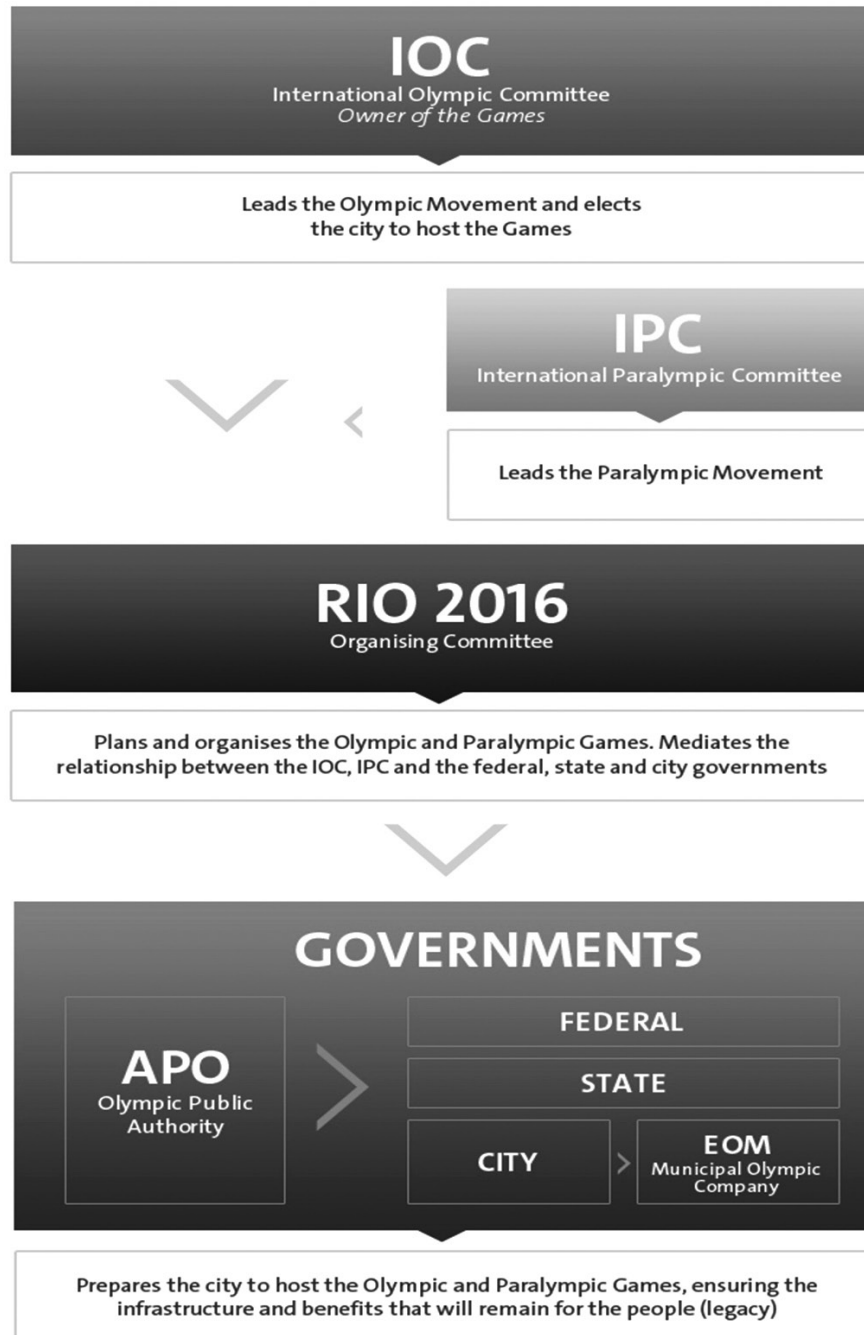 IOC
International Olympic Committee
Owner of the Games
Leads the Olympic Movement and elects
the city to host the Games
IPC
International Paralympic Committee
Leads the Paralympic Movement
RIO 2016
Organising Committee
Plans and organises the Olympic and Paralympic Games. Mediates the
relationship between the IOC, IPC and the federal, state and city governments
GOVERNMENTS
APO
Olympic Public
Authority
FEDERAL
STATE
CITY
EOM
Municipal Olympic
Company
Prepares the city to host the Olympic and Paralympic Games, ensuring the
infrastructure and benefits that will remain for the people (legacy)